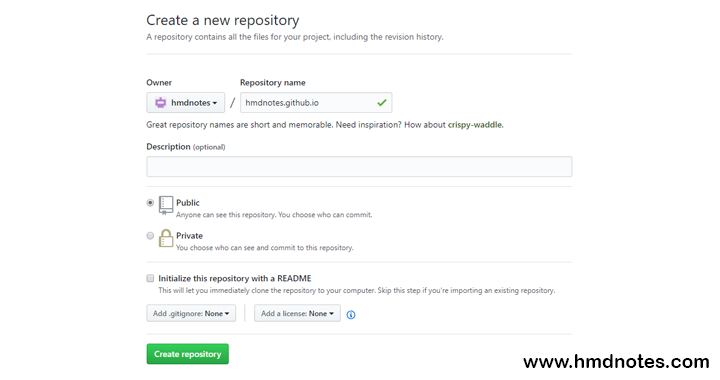 Create a new repository
A repository contains all the files for your project, including the revision history.
Owner Repository name
hmdnotes / hmdnotes.github.io
Great repository names are short and memorable. Need inspiration? How about crispy-waddle.
Description (optional)
Public
Anyone can see this repository. You choose who can commit.
Private
You choose who can see and commit to this repository.
Initialize this repository with a README
This will let you immediately clone the repository to your computer. Skip this step if you're importing an existing repository.
Add .gitignore: None Add a license: None
Create repository
www.hmdnotes.com